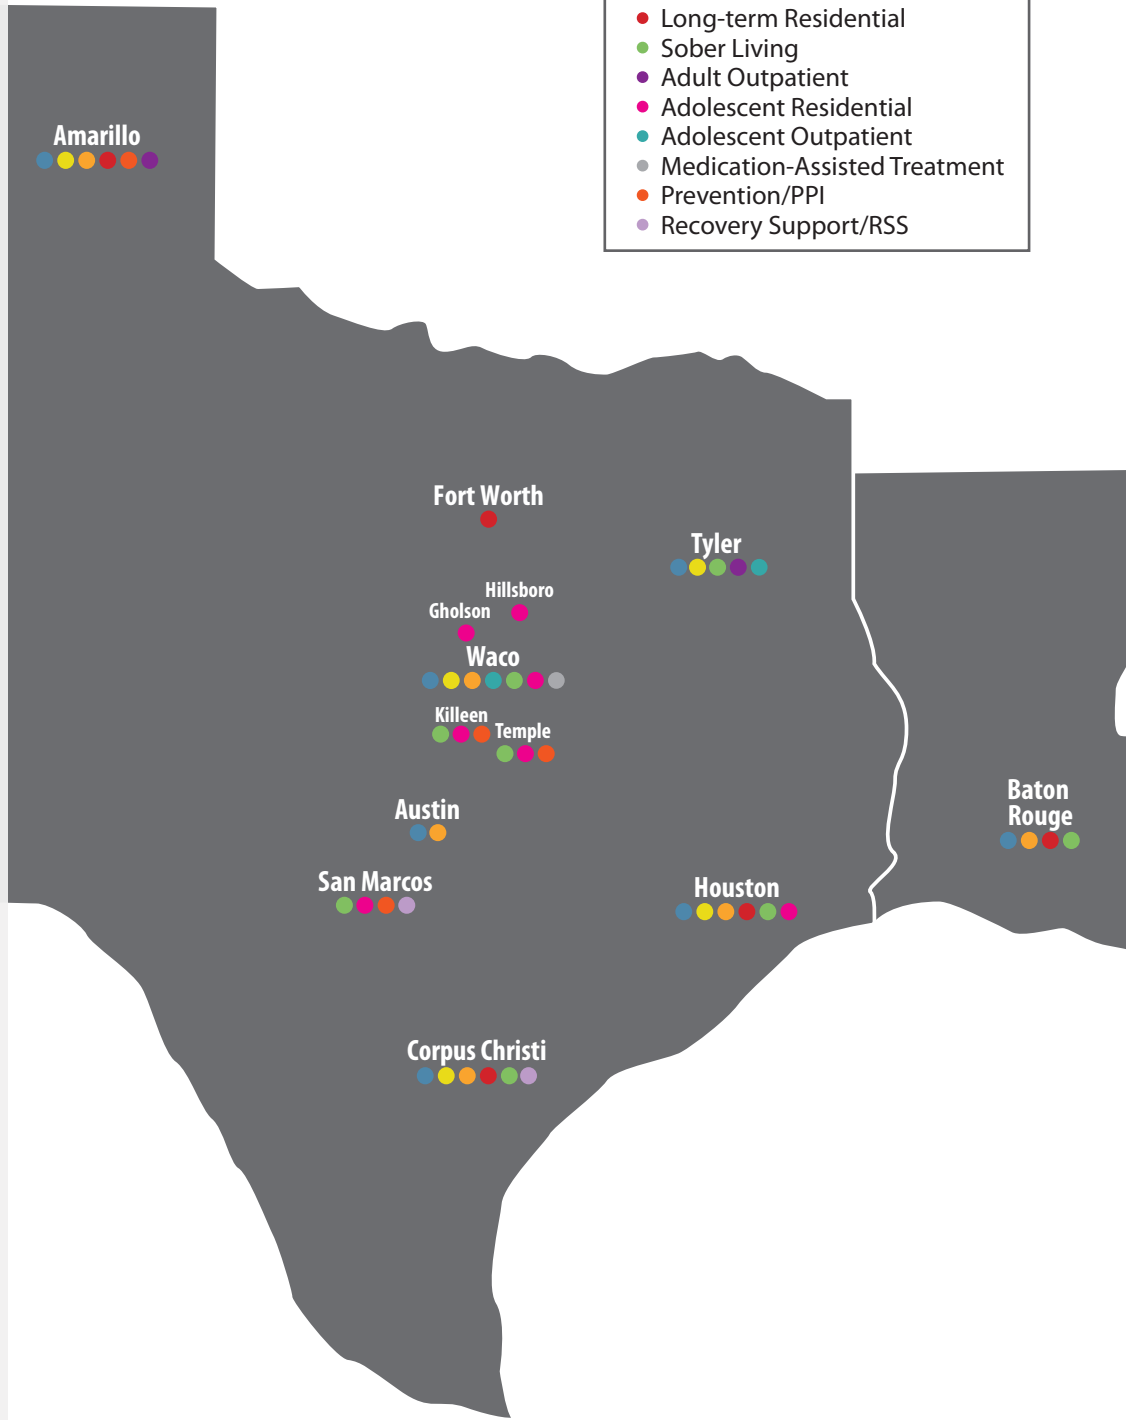 Long-term Residential
Sober Living
Adult Outpatient
Adolescent Residential
Adolescent Outpatient
Medication-Assisted Treatment
Prevention/PPI
Recovery Support/RSS
Amarillo
Fort Worth
Tyler
Hillsboro
Gholson
Waco
Killeen
Temple
Austin
Baton
Rouge
San Marcos
Houston
Corpus Christi